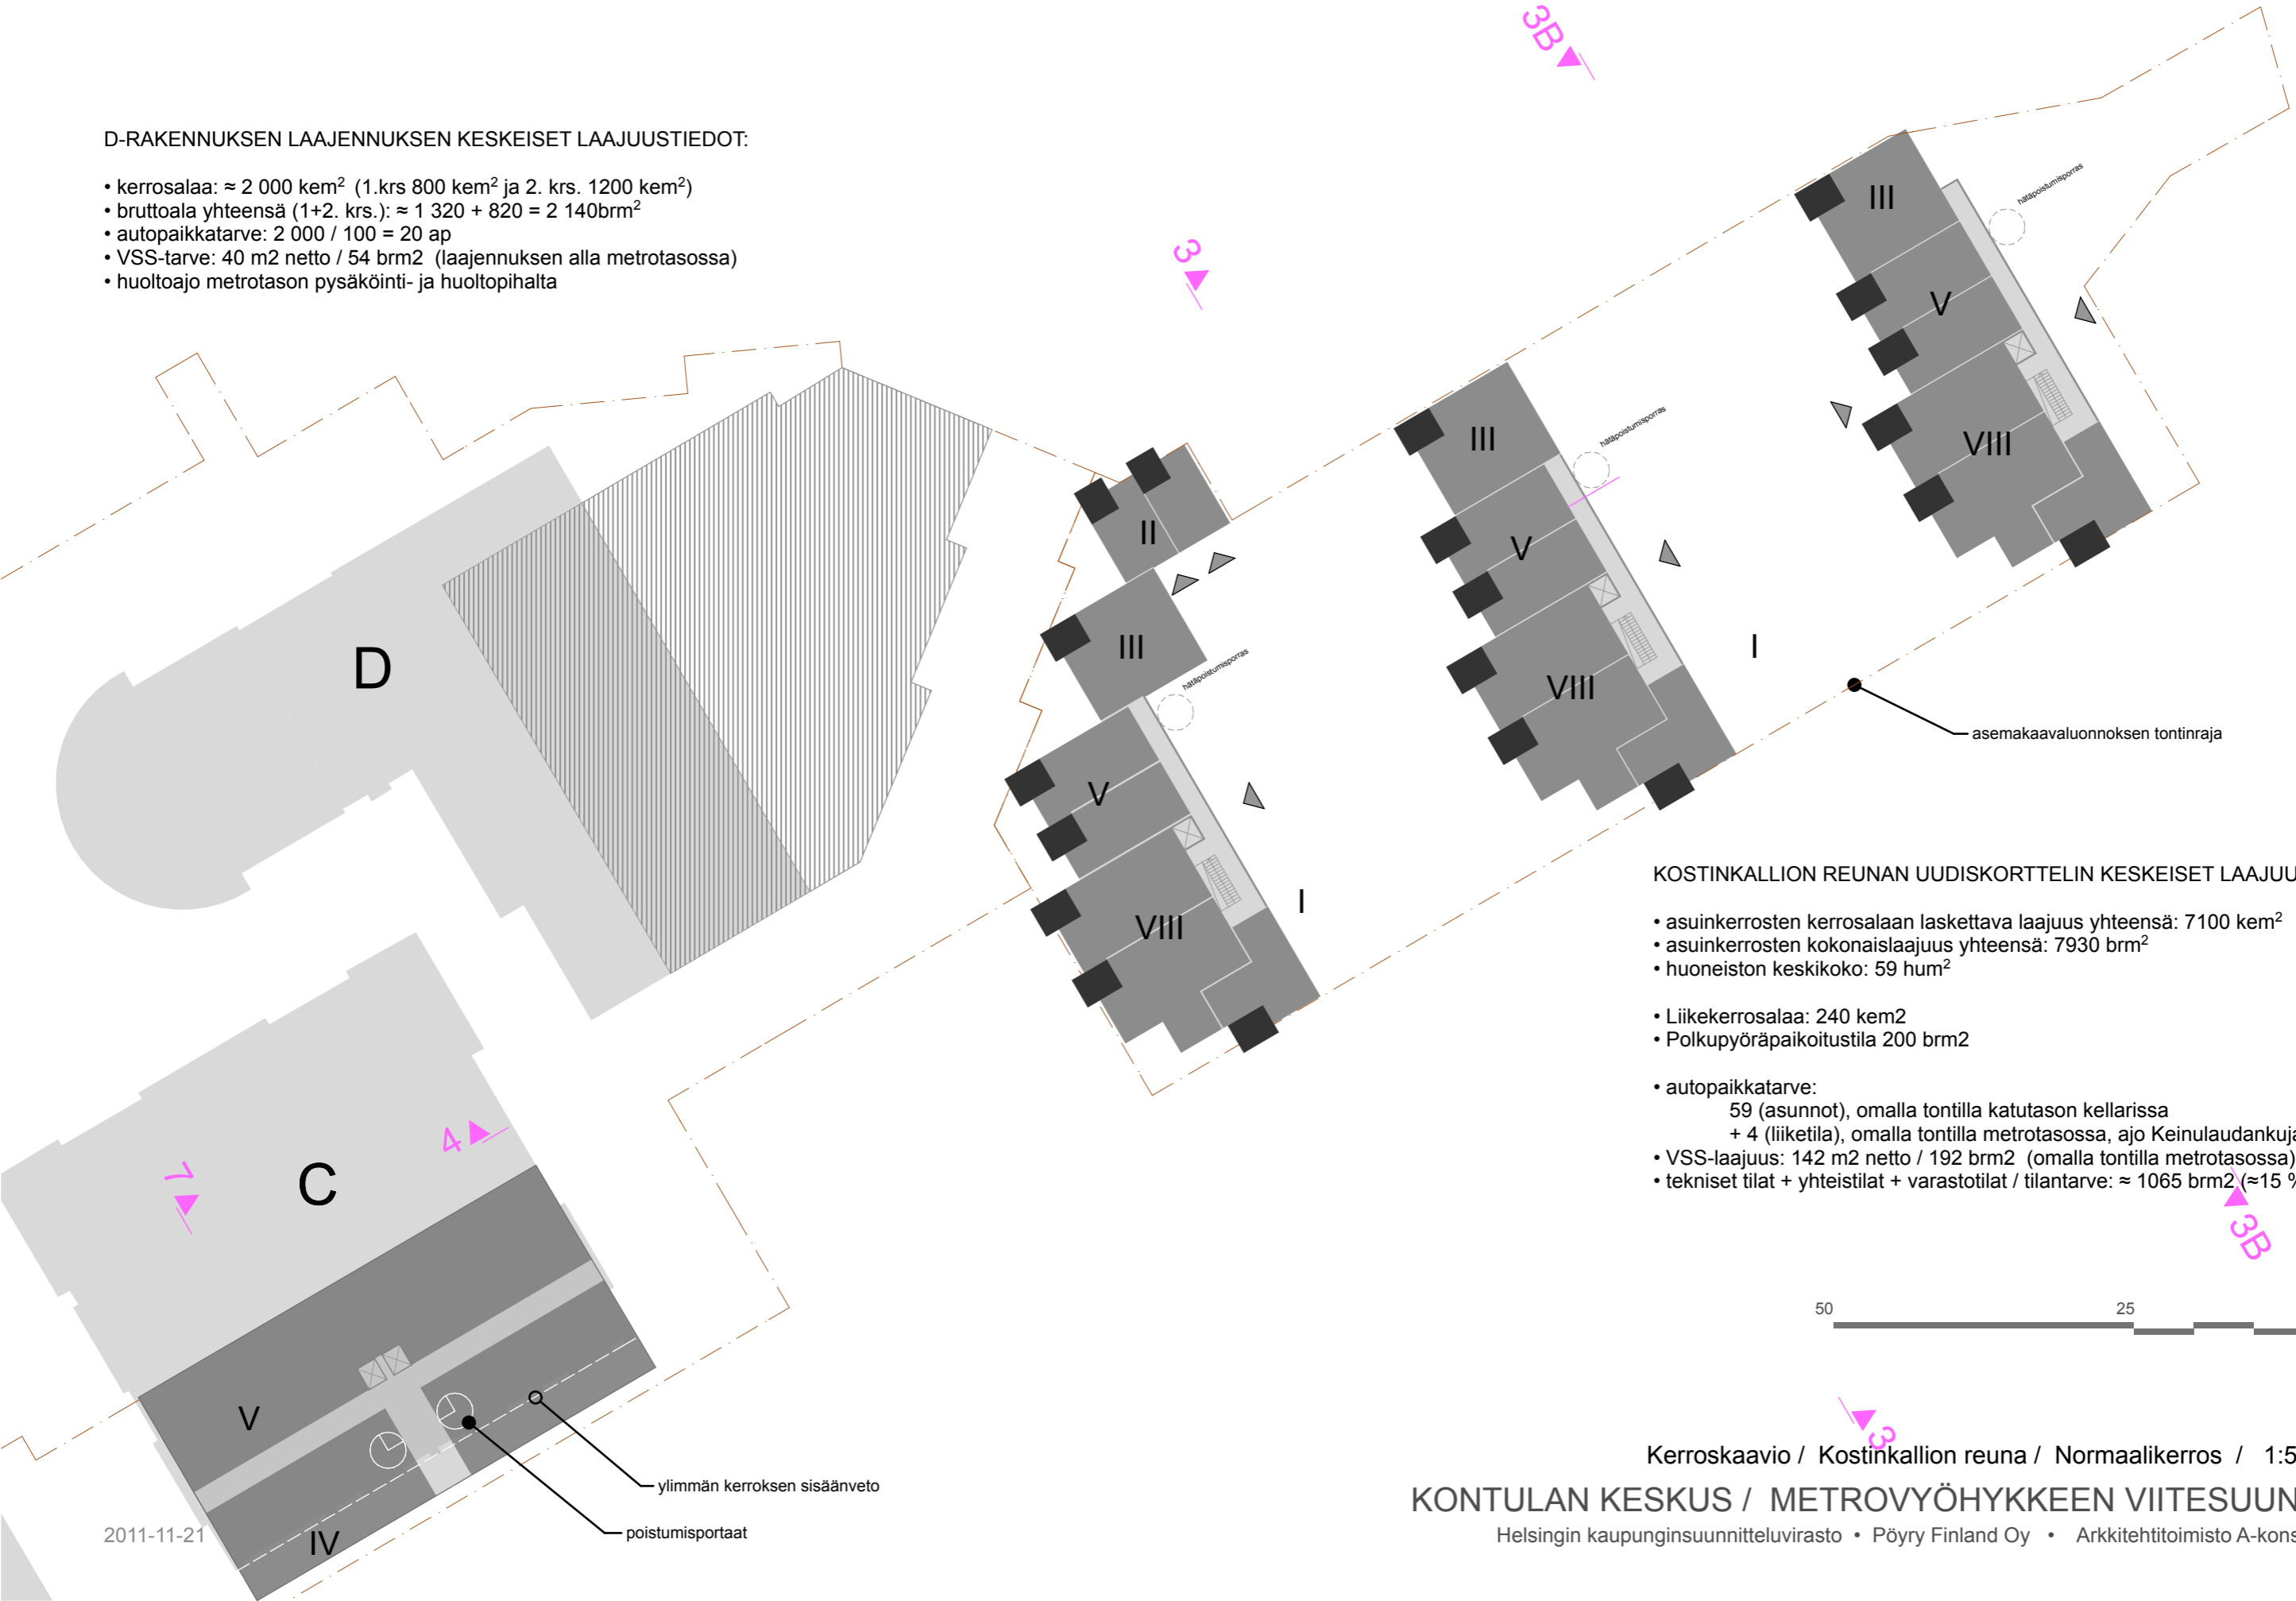 3B
D-RAKENNUKSEN LAAJENNUKSEN KESKEISET LAAJUUSTIEDOT:
• kerrosalaa: ≈ 2 000 kem² (1.krs 800 kem² ja 2. krs. 1200 kem²)
• bruttoala yhteensä (1+2. krs.): ≈ 1 320 + 820 = 2 140brm²
• autopaikkatarve: 2 000 / 100 = 20 ap
• VSS-tarve: 40 m2 netto / 54 brm2 (laajennuksen alla metrotasossa)
• huoltoajo metrotason pysäköinti- ja huoltopihalta
3
III
hätäpoistumisporras
V
VIII
III
hätäpoistumisporras
V
VIII
I
II
III
hätäpoistumisporras
V
VIII
I
D
asemakaavaluonnoksen tontinraja
KOSTINKALLION REUNAN UUDISKORTTELIN KESKEISET LAAJUU
• asuinkerrosten kerrosalaan laskettava laajuus yhteensä: 7100 kem²
• asuinkerrosten kokonaislaajuus yhteensä: 7930 brm²
• huoneiston keskikoko: 59 hum²
• Liikekerrosalaa: 240 kem2
• Polkupyöräpaikoitustila 200 brm2
• autopaikkatarve:
59 (asunnot), omalla tontilla katutason kellarissa
+ 4 (liiketila), omalla tontilla metrotasossa, ajo Keinulaudankuja
• VSS-laajuus: 142 m2 netto / 192 brm2 (omalla tontilla metrotasossa)
• tekniset tilat + yhteistilat + varastotilat / tilantarve: ≈ 1065 brm2 (≈15 %
3B
4
7
C
V
IV
50 25
3
ylimmän kerroksen sisäänveto
poistumisportaat
2011-11-21
Kerroskaavio / Kostinkallion reuna / Normaalikerros / 1:5
KONTULAN KESKUS / METROVYÖHYKKEEN VIITESUUN
Helsingin kaupunginsuunnitteluvirasto • Pöyry Finland Oy • Arkkitehtitoimisto A-kons